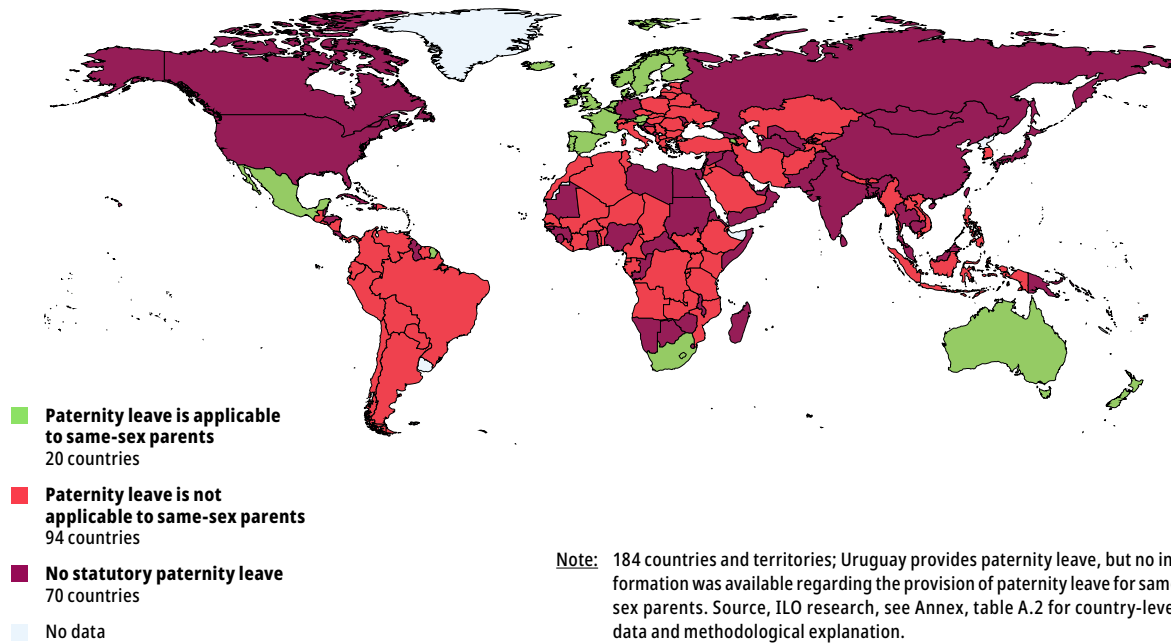 Paternity leave is applicable
to same-sex parents
20 countries
Paternity leave is not
applicable to same-sex parents
94 countries
No statutory paternity leave
70 countries
No data
Note: 184 countries and territories; Uruguay provides paternity leave, but no in
formation was available regarding the provision of paternity leave for same
sex parents. Source, ILO research, see Annex, table A.2 for country-leve
data and methodological explanation.